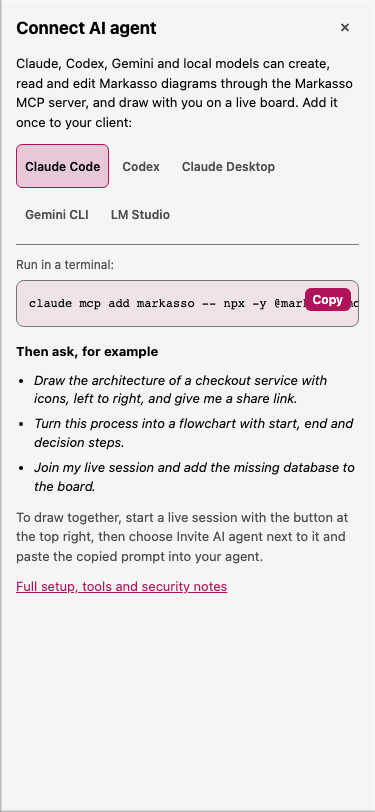 Connect AI agent ×
Claude, Codex, Gemini and local models can create,
read and edit Markasso diagrams through the Markasso
MCP server, and draw with you on a live board. Add it
once to your client:
Claude Code Codex Claude Desktop
Gemini CLI LM Studio
Run in a terminal:
claude mcp add markasso -- npx -y Copy
Then ask, for example
• Draw the architecture of a checkout service with
icons, left to right, and give me a share link.
• Turn this process into a flowchart with start, end and
decision steps.
• Join my live session and add the missing database to
the board.
To draw together, start a live session with the button at
the top right, then choose Invite AI agent next to it and
paste the copied prompt into your agent.
Full setup, tools and security notes